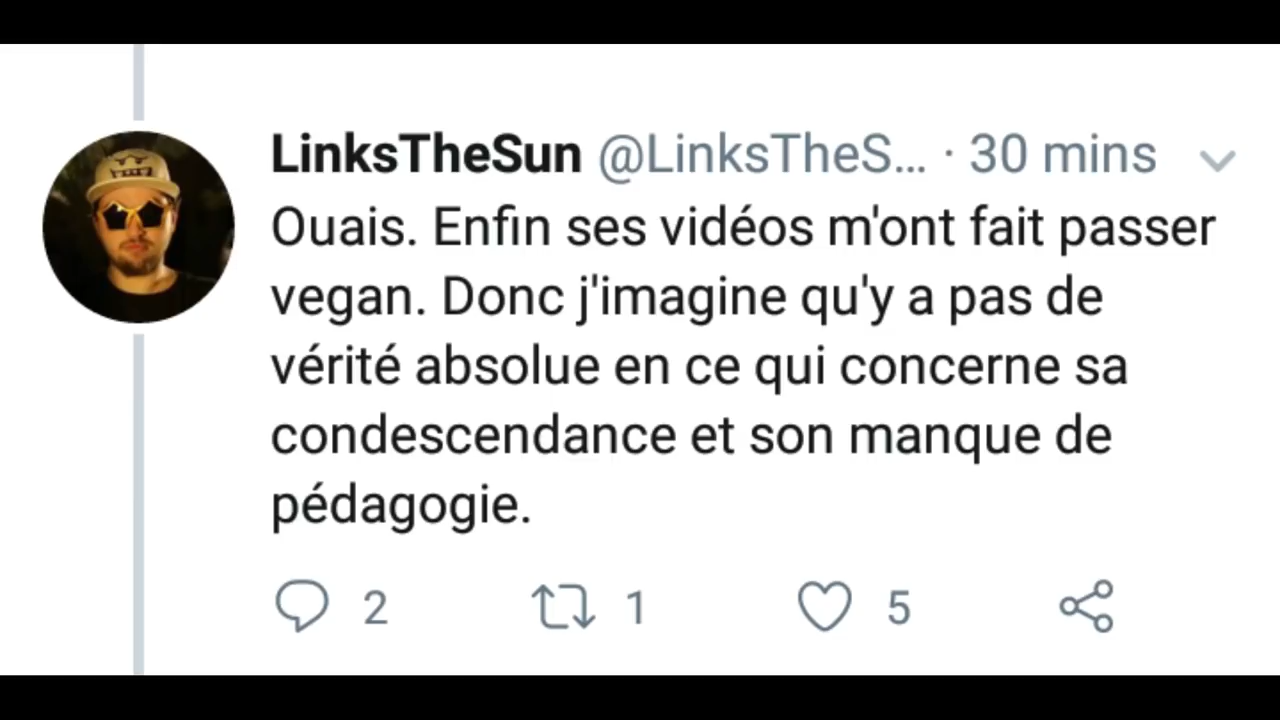 LinksTheSun @LinksTheS... · 30 mins
Ouais. Enfin ses vidéos m'ont fait passer
vegan. Donc j'imagine qu'y a pas de
vérité absolue en ce qui concerne sa
condescendance et son manque de
pédagogie.
2 1 5